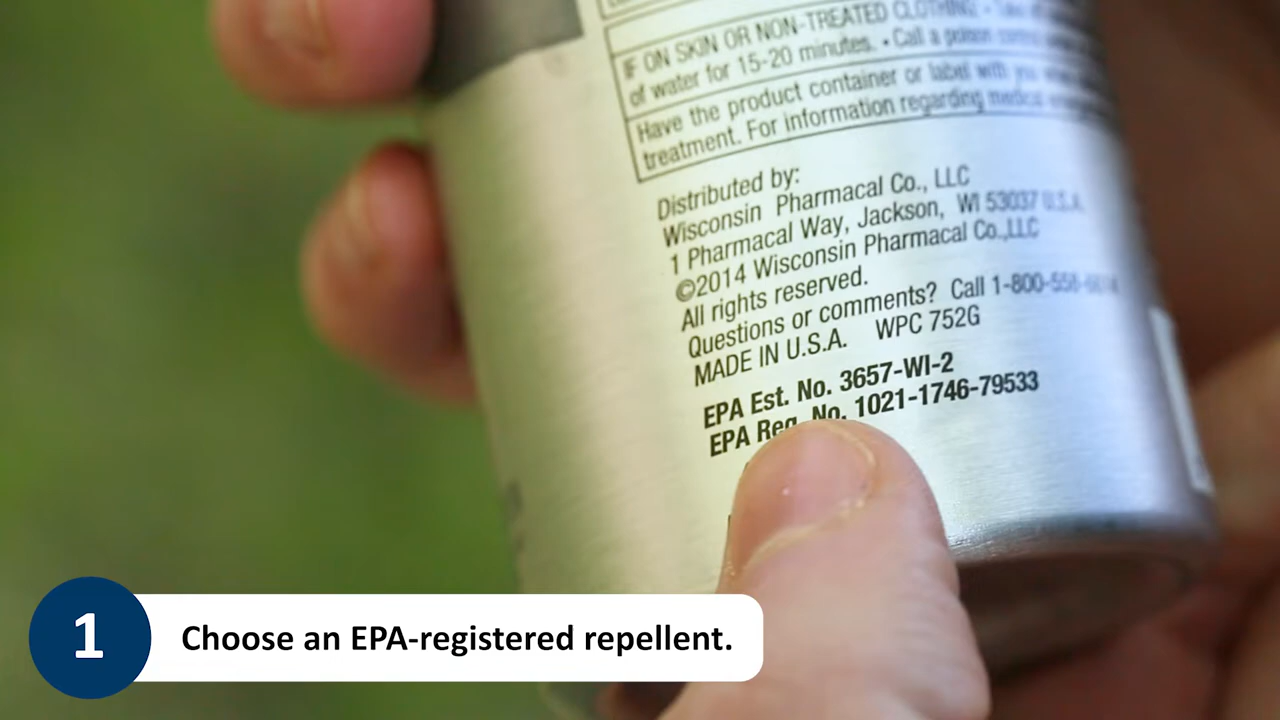 IF ON SKIN OR NON-TREATED CLOTHING - Take off
of water for 15-20 minutes. • Call a poison control
Have the product container or label with you when
treatment. For information regarding medical
Distributed by:
Wisconsin Pharmacal Co., LLC
1 Pharmacal Way, Jackson, WI 53037 U.S.A.
©2014 Wisconsin Pharmacal Co.,LLC
All rights reserved.
Questions or comments? Call 1-800-558-
MADE IN U.S.A. WPC 752G
EPA Est. No. 3657-WI-2
EPA Reg. No. 1021-1746-79533
1
Choose an EPA-registered repellent.